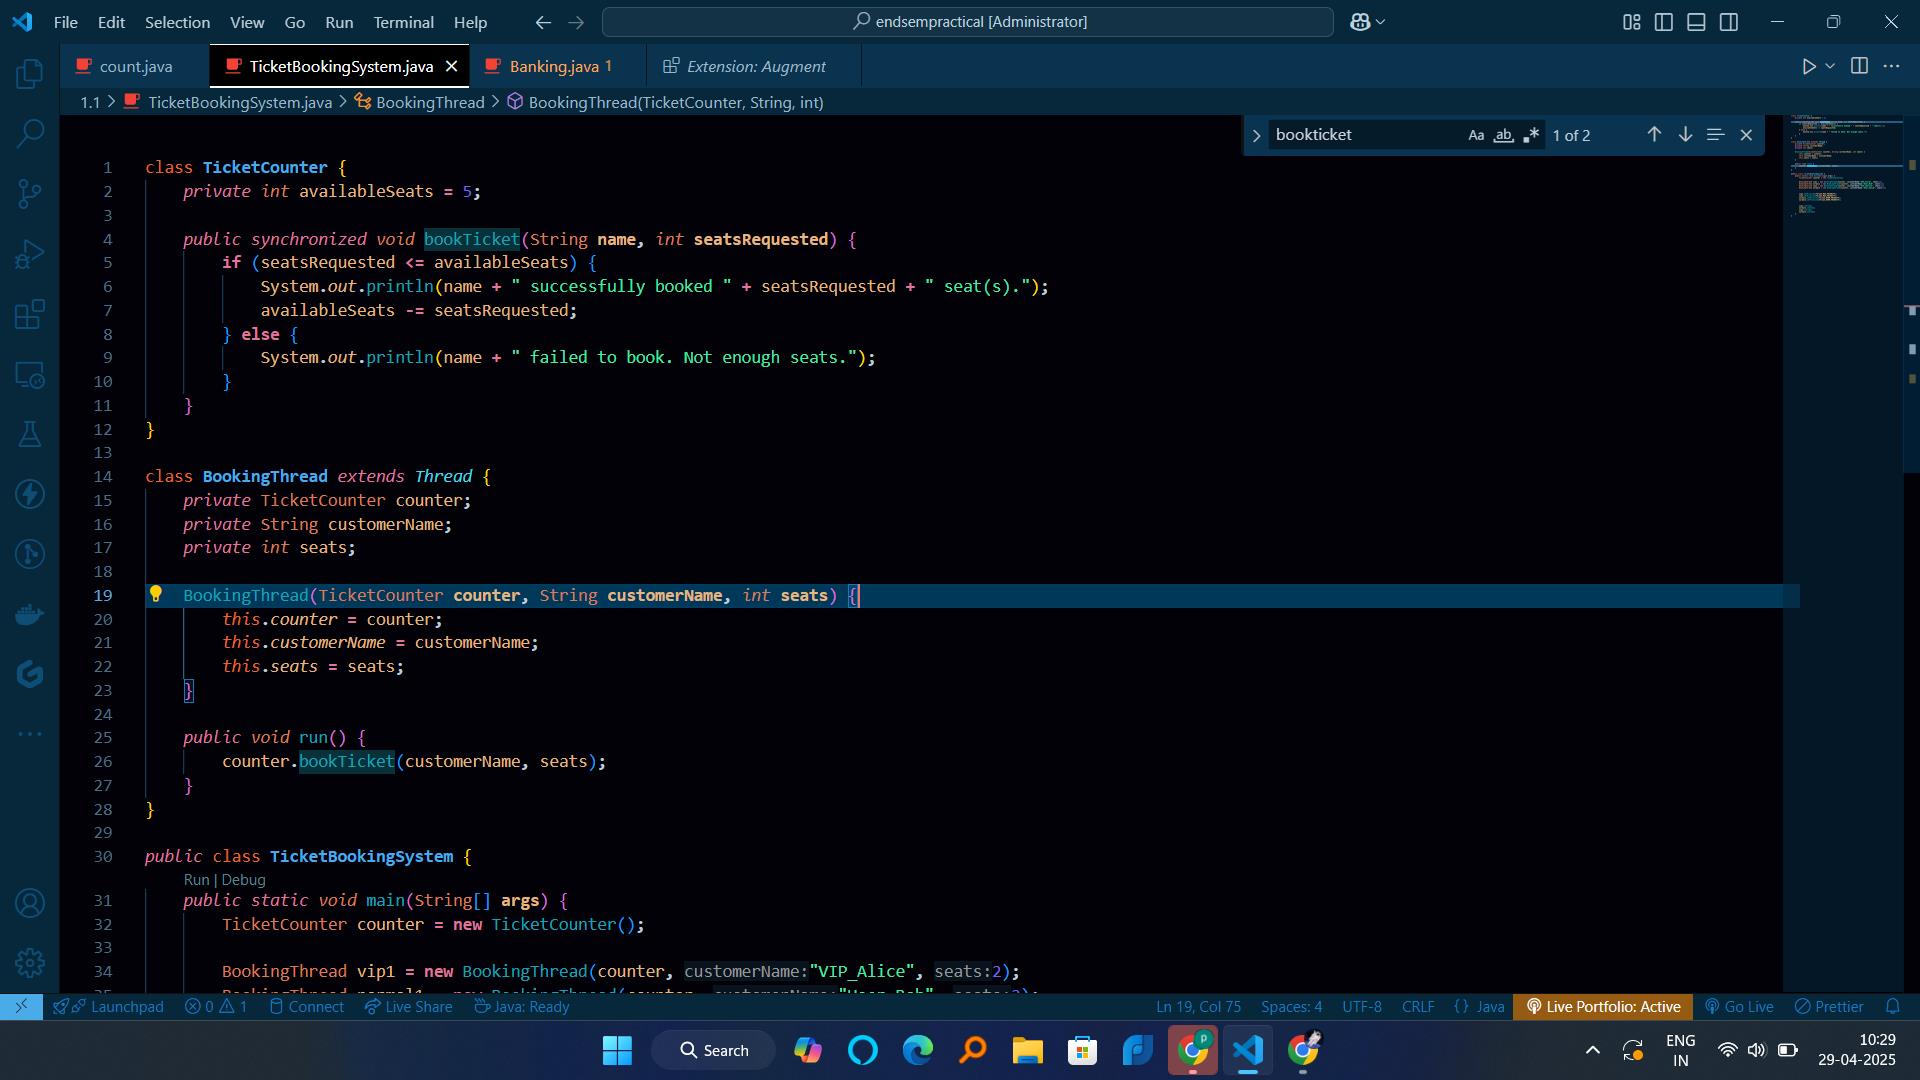 File Edit Selection View Go Run Terminal Help
endsempractical [Administrator]
count.java
TicketBookingSystem.java
Banking.java 1
Extension: Augment
1.1 > TicketBookingSystem.java > BookingThread > BookingThread(TicketCounter, String, int)
bookticket Aa ab 1 of 2
1 class TicketCounter {
2 private int availableSeats = 5;
3
4 public synchronized void bookTicket(String name, int seatsRequested) {
5 if (seatsRequested <= availableSeats) {
6 System.out.println(name + " successfully booked " + seatsRequested + " seat(s).");
7 availableSeats -= seatsRequested;
8 } else {
9 System.out.println(name + " failed to book. Not enough seats.");
10 }
11 }
12 }
13
14 class BookingThread extends Thread {
15 private TicketCounter counter;
16 private String customerName;
17 private int seats;
18
19 BookingThread(TicketCounter counter, String customerName, int seats) {
20 this.counter = counter;
21 this.customerName = customerName;
22 this.seats = seats;
23 }
24
25 public void run() {
26 counter.bookTicket(customerName, seats);
27 }
28 }
29
30 public class TicketBookingSystem {
Run | Debug
31 public static void main(String[] args) {
32 TicketCounter counter = new TicketCounter();
33
34 BookingThread vip1 = new BookingThread(counter, customerName:"VIP_Alice", seats:2);
Launchpad 0 1 Connect Live Share Java: Ready Ln 19, Col 75 Spaces: 4 UTF-8 CRLF {} Java Live Portfolio: Active Go Live Prettier
Search
ENG
IN
10:29
29-04-2025